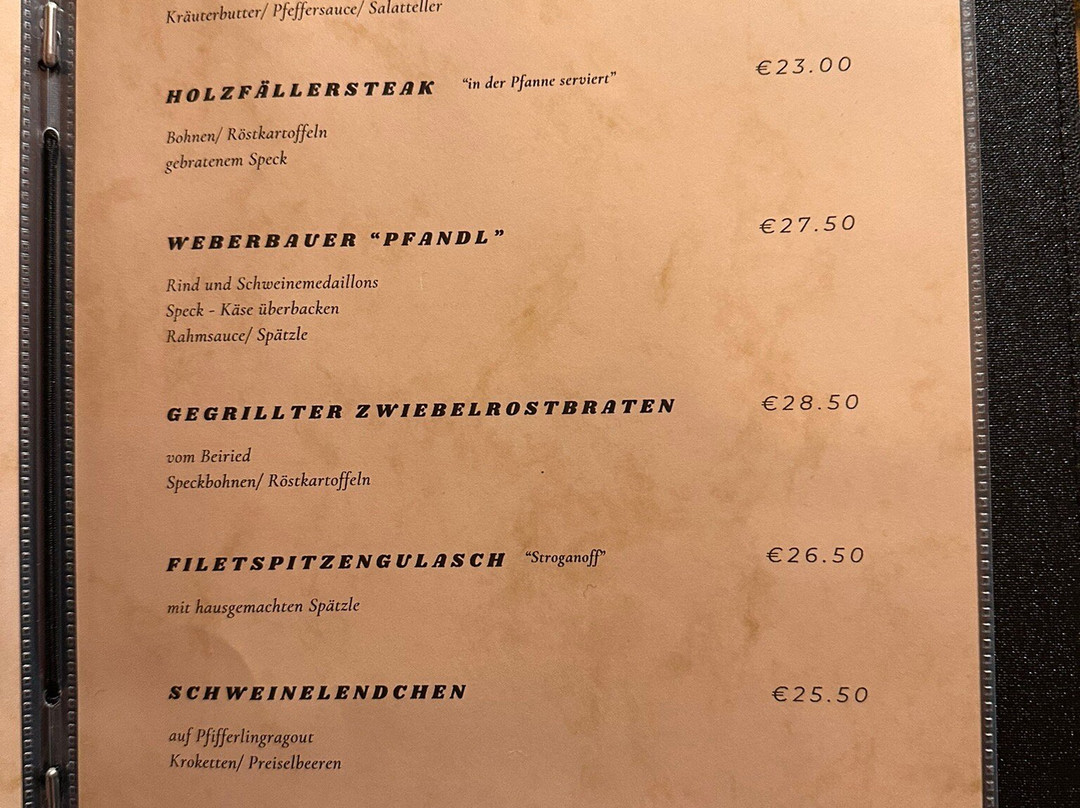 Kräuterbutter/ Pfeffersauce/ Salatteller
HOLZFÄLLERSTEAK "in der Pfanne serviert" €23.00
Bohnen/ Röstkartoffeln
gebratenem Speck
WEBERBAUER "PFANDL" €27.50
Rind und Schweinemedaillons
Speck - Käse überbacken
Rahmsauce/ Spätzle
GEGRILLTER ZWIEBELROSTBRATEN €28.50
vom Beiried
Speckbohnen/ Röstkartoffeln
FILETSPITZENGULASCH "Stroganoff" €26.50
mit hausgemachten Spätzle
SCHWEINELENDCHEN €25.50
auf Pfifferlingragout
Kroketten/ Preiselbeeren